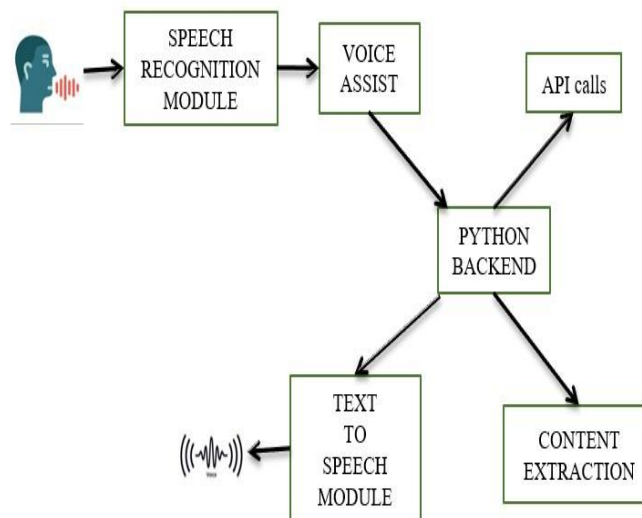 SPEECH
RECOGNITION
MODULE
VOICE
ASSIST
API calls
PYTHON
BACKEND
TEXT
TO
SPEECH
MODULE
CONTENT
EXTRACTION